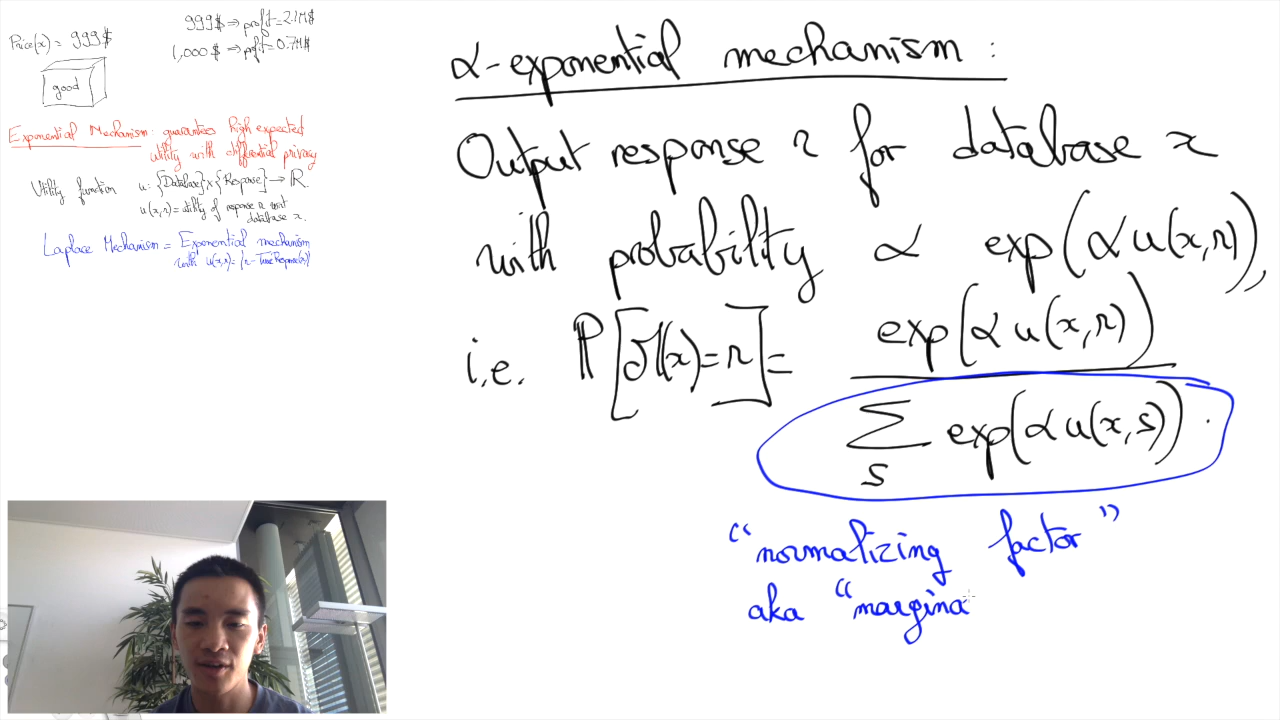 Price(x) = 999$
good
999$ ⇒ profit = 2.1M$
1,000$ ⇒ profit = 0.7M$
Exponential Mechanism: guarantees high expected
utility with differential privacy
Utility function u: {Database} x {Response} → ℝ
u(x,r) = utility of response r wrt
database x.
Laplace Mechanism = Exponential mechanism
with u(x,r) = |r - TrueResponse(x)|
α-exponential mechanism :
Output response r for database x
with probability ∝ exp(α u(x,r)),
i.e. ℙ[M(x)=r] = exp(α u(x,r))
∑ exp(α u(x,s)) .
s
"normalizing factor"
aka "margina